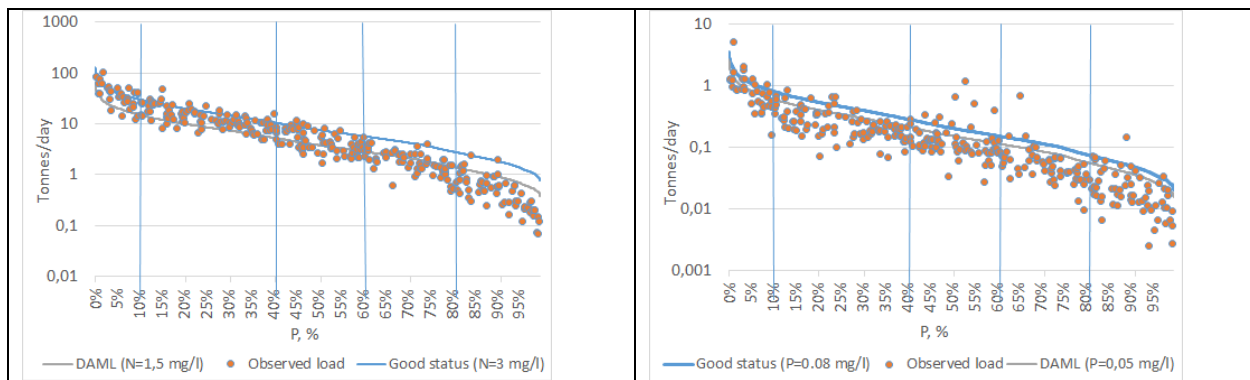 1000
100
10
1
0,1
0,01
Tonnes/day
0% 5% 10% 15% 20% 25% 30% 35% 40% 45% 50% 55% 60% 65% 70% 75% 80% 85% 90% 95%
P, %
DAML (N=1,5 mg/l) Observed load Good status (N=3 mg/l)
10
1
0,1
0,01
0,001
Tonnes/day
0% 5% 10% 15% 20% 25% 30% 35% 40% 45% 50% 55% 60% 65% 70% 75% 80% 85% 90% 95%
P, %
Good status (P=0.08 mg/l) Observed load DAML (P=0,05 mg/l)